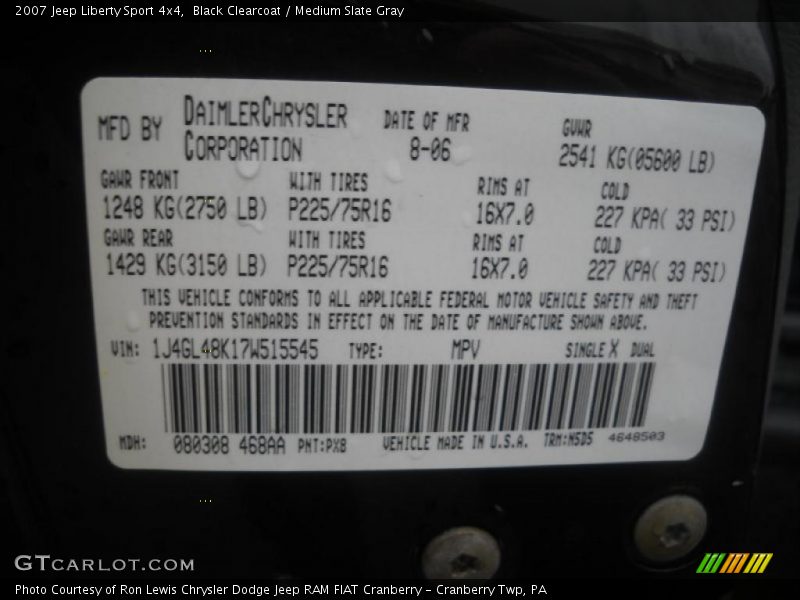 2007 Jeep Liberty Sport 4x4, Black Clearcoat / Medium Slate Gray
MFD BY DAIMLERCHRYSLER CORPORATION DATE OF MFR 8-06 GVWR 2541 KG(05600 LB)
GAWR FRONT WITH TIRES RIMS AT COLD
1248 KG(2750 LB) P225/75R16 16X7.0 227 KPA( 33 PSI)
GAWR REAR WITH TIRES RIMS AT COLD
1429 KG(3150 LB) P225/75R16 16X7.0 227 KPA( 33 PSI)
THIS VEHICLE CONFORMS TO ALL APPLICABLE FEDERAL MOTOR VEHICLE SAFETY AND THEFT
PREVENTION STANDARDS IN EFFECT ON THE DATE OF MANUFACTURE SHOWN ABOVE.
VIN: 1J4GL48K17W515545 TYPE: MPV SINGLE X DUAL
MDH: 080308 468AA PNT:PX8 VEHICLE MADE IN U.S.A. TRM:N5D5 4648503
GTCARLOT.COM
Photo Courtesy of Ron Lewis Chrysler Dodge Jeep RAM FIAT Cranberry – Cranberry Twp, PA